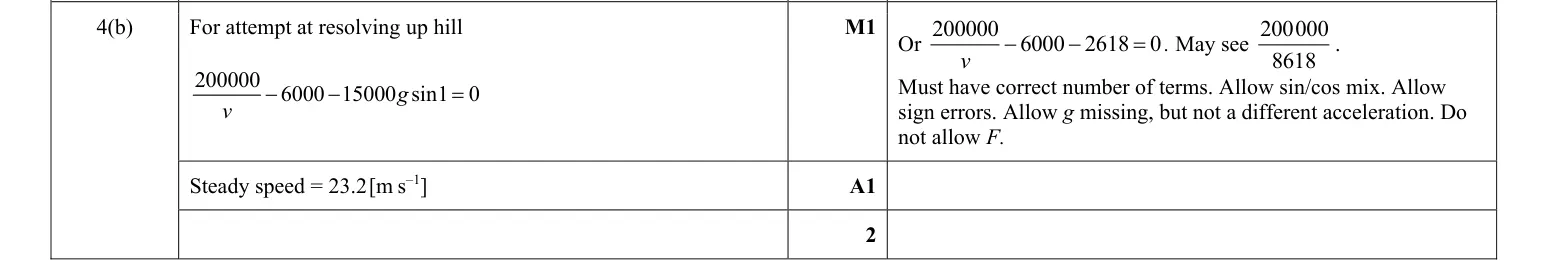 4(b)
For attempt at resolving up hill
200000/v − 6000 − 15000g sin1 = 0
M1
Or 200000/v − 6000 − 2618 = 0. May see 200000/8618.
Must have correct number of terms. Allow sin/cos mix. Allow
sign errors. Allow g missing, but not a different acceleration. Do
not allow F.
Steady speed = 23.2[m s⁻¹]
A1
2